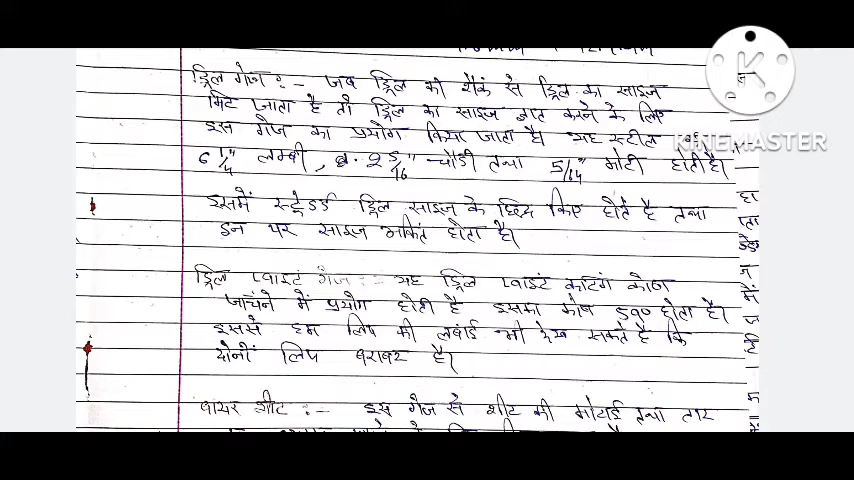 ड्रिल गेज :- जब ड्रिल की शैंक से ड्रिल का साइज
मिट जाता है तो ड्रिल का साइज ज्ञात करने के लिए
इस गेज का प्रयोग किया जाता है। यह स्टील
6 1/4" लम्बी, 2 5/16" चौडी तथा 5/64" मोटी होती है।
इसमें स्टैंडर्ड ड्रिल साइज के छिद्र किए होते है तथा
इन पर साइज अंकित होता है।
ड्रिल प्वाइंट गेज :- यह ड्रिल प्वाइंट कटिंग कोण
जाचंने में प्रयोग होती है इसका कोण 59° होता है।
इससे हम लिप की लबांई भी देख सकते है कि
दोनों लिप बराबर है।
वायर शीट :- इस गेज से शीट की मोटाई तथा तार
KINEMASTER